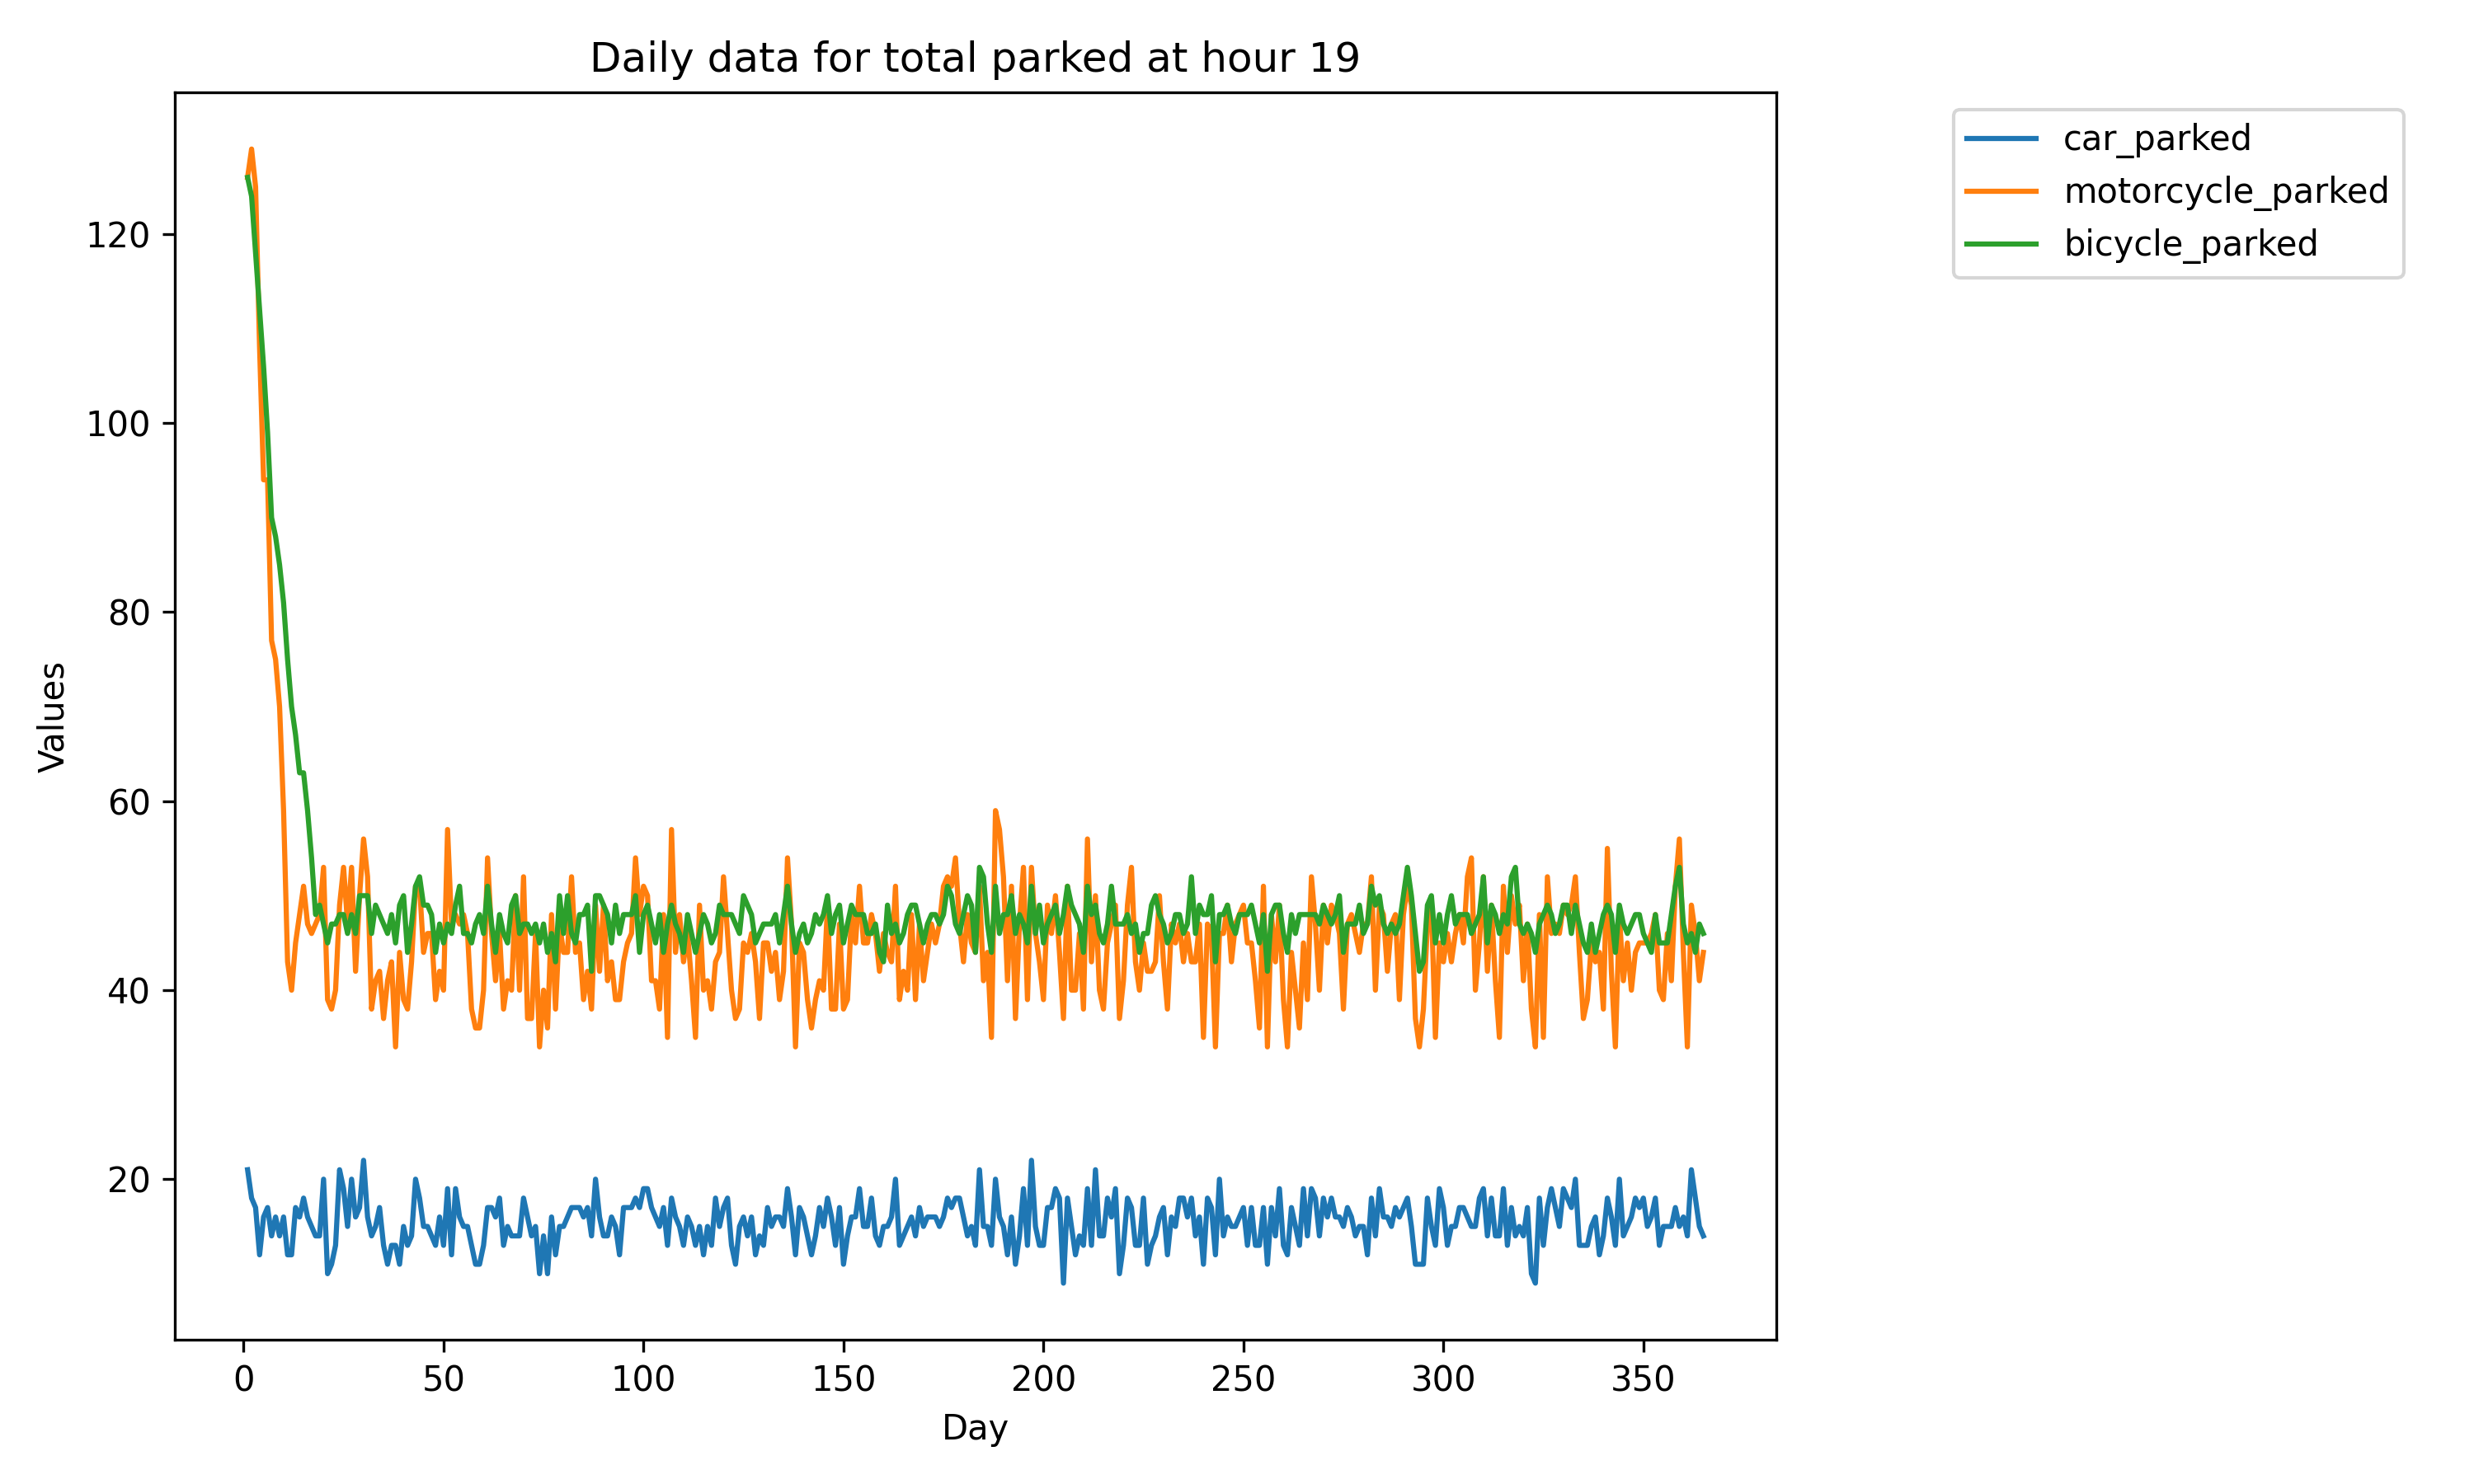 Daily data for total parked at hour 19
car_parked
motorcycle_parked
bicycle_parked
120
100
80
60
40
20
Values
0 50 100 150 200 250 300 350
Day